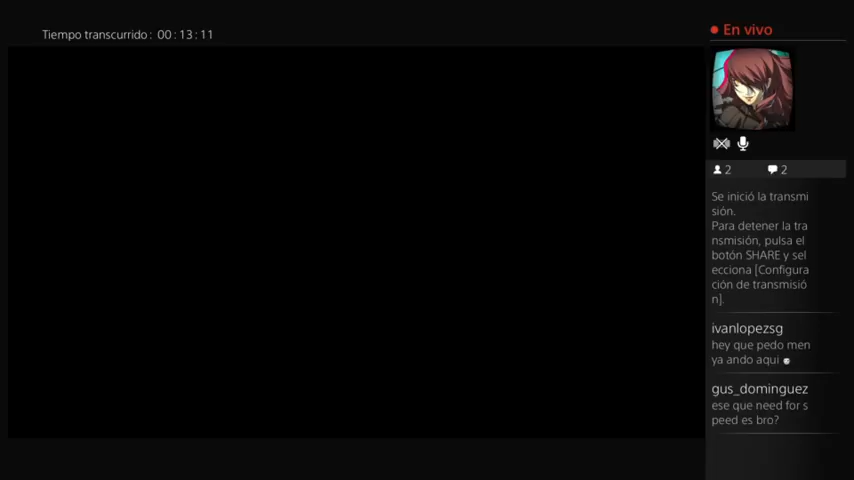 Tiempo transcurrido: 00:13:11
En vivo
2 2
Se inició la transmi
sión.
Para detener la tra
nsmisión, pulsa el
botón SHARE y sel
ecciona [Configura
ción de transmisió
n].
ivanlopezsg
hey que pedo men
ya ando aqui
gus_dominguez
ese que need for s
peed es bro?